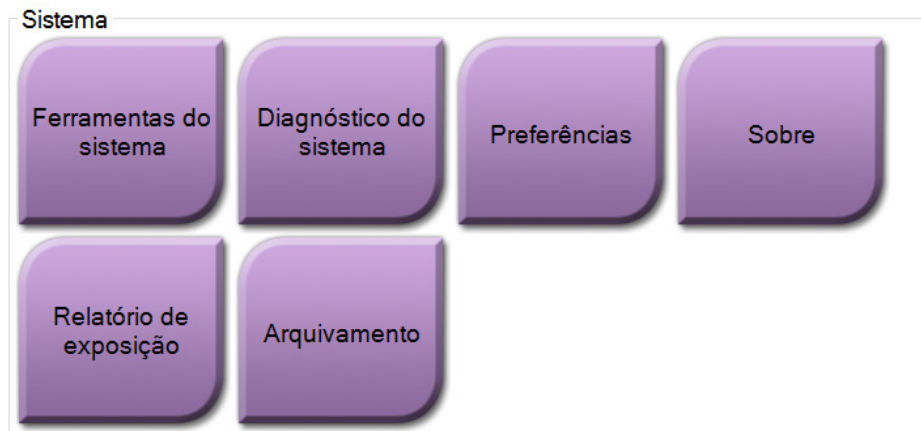 Sistema
Ferramentas do
sistema
Diagnóstico do
sistema
Preferências
Sobre
Relatório de
exposição
Arquivamento